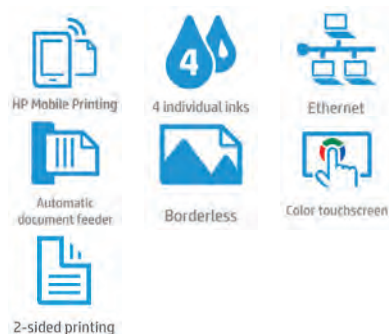 HP Mobile Printing
4
4 individual inks
Ethernet
Automatic
document feeder
Borderless
Color touchscreen
2-sided printing